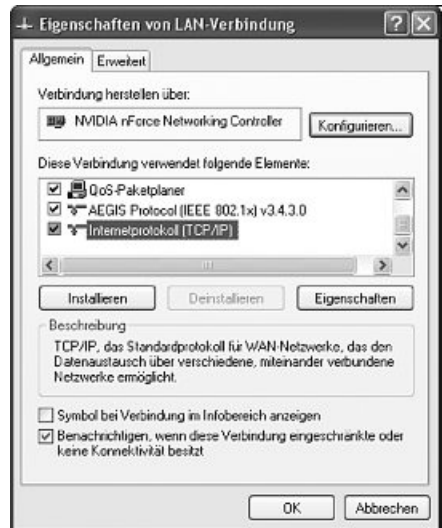 Eigenschaften von LAN-Verbindung
Allgemein Erweitert
Verbindung herstellen über:
NVIDIA nForce Networking Controller Konfigurieren...
Diese Verbindung verwendet folgende Elemente:
QoS-Paketplaner
AEGIS Protocol (IEEE 802.1x) v3.4.3.0
Internetprotokoll (TCP/IP)
Installieren Deinstallieren Eigenschaften
Beschreibung
TCP/IP, das Standardprotokoll für WAN-Netzwerke, das den
Datenaustausch über verschiedene, miteinander verbundene
Netzwerke ermöglicht.
Symbol bei Verbindung im Infobereich anzeigen
Benachrichtigen, wenn diese Verbindung eingeschränkte oder
keine Konnektivität besitzt
OK Abbrechen